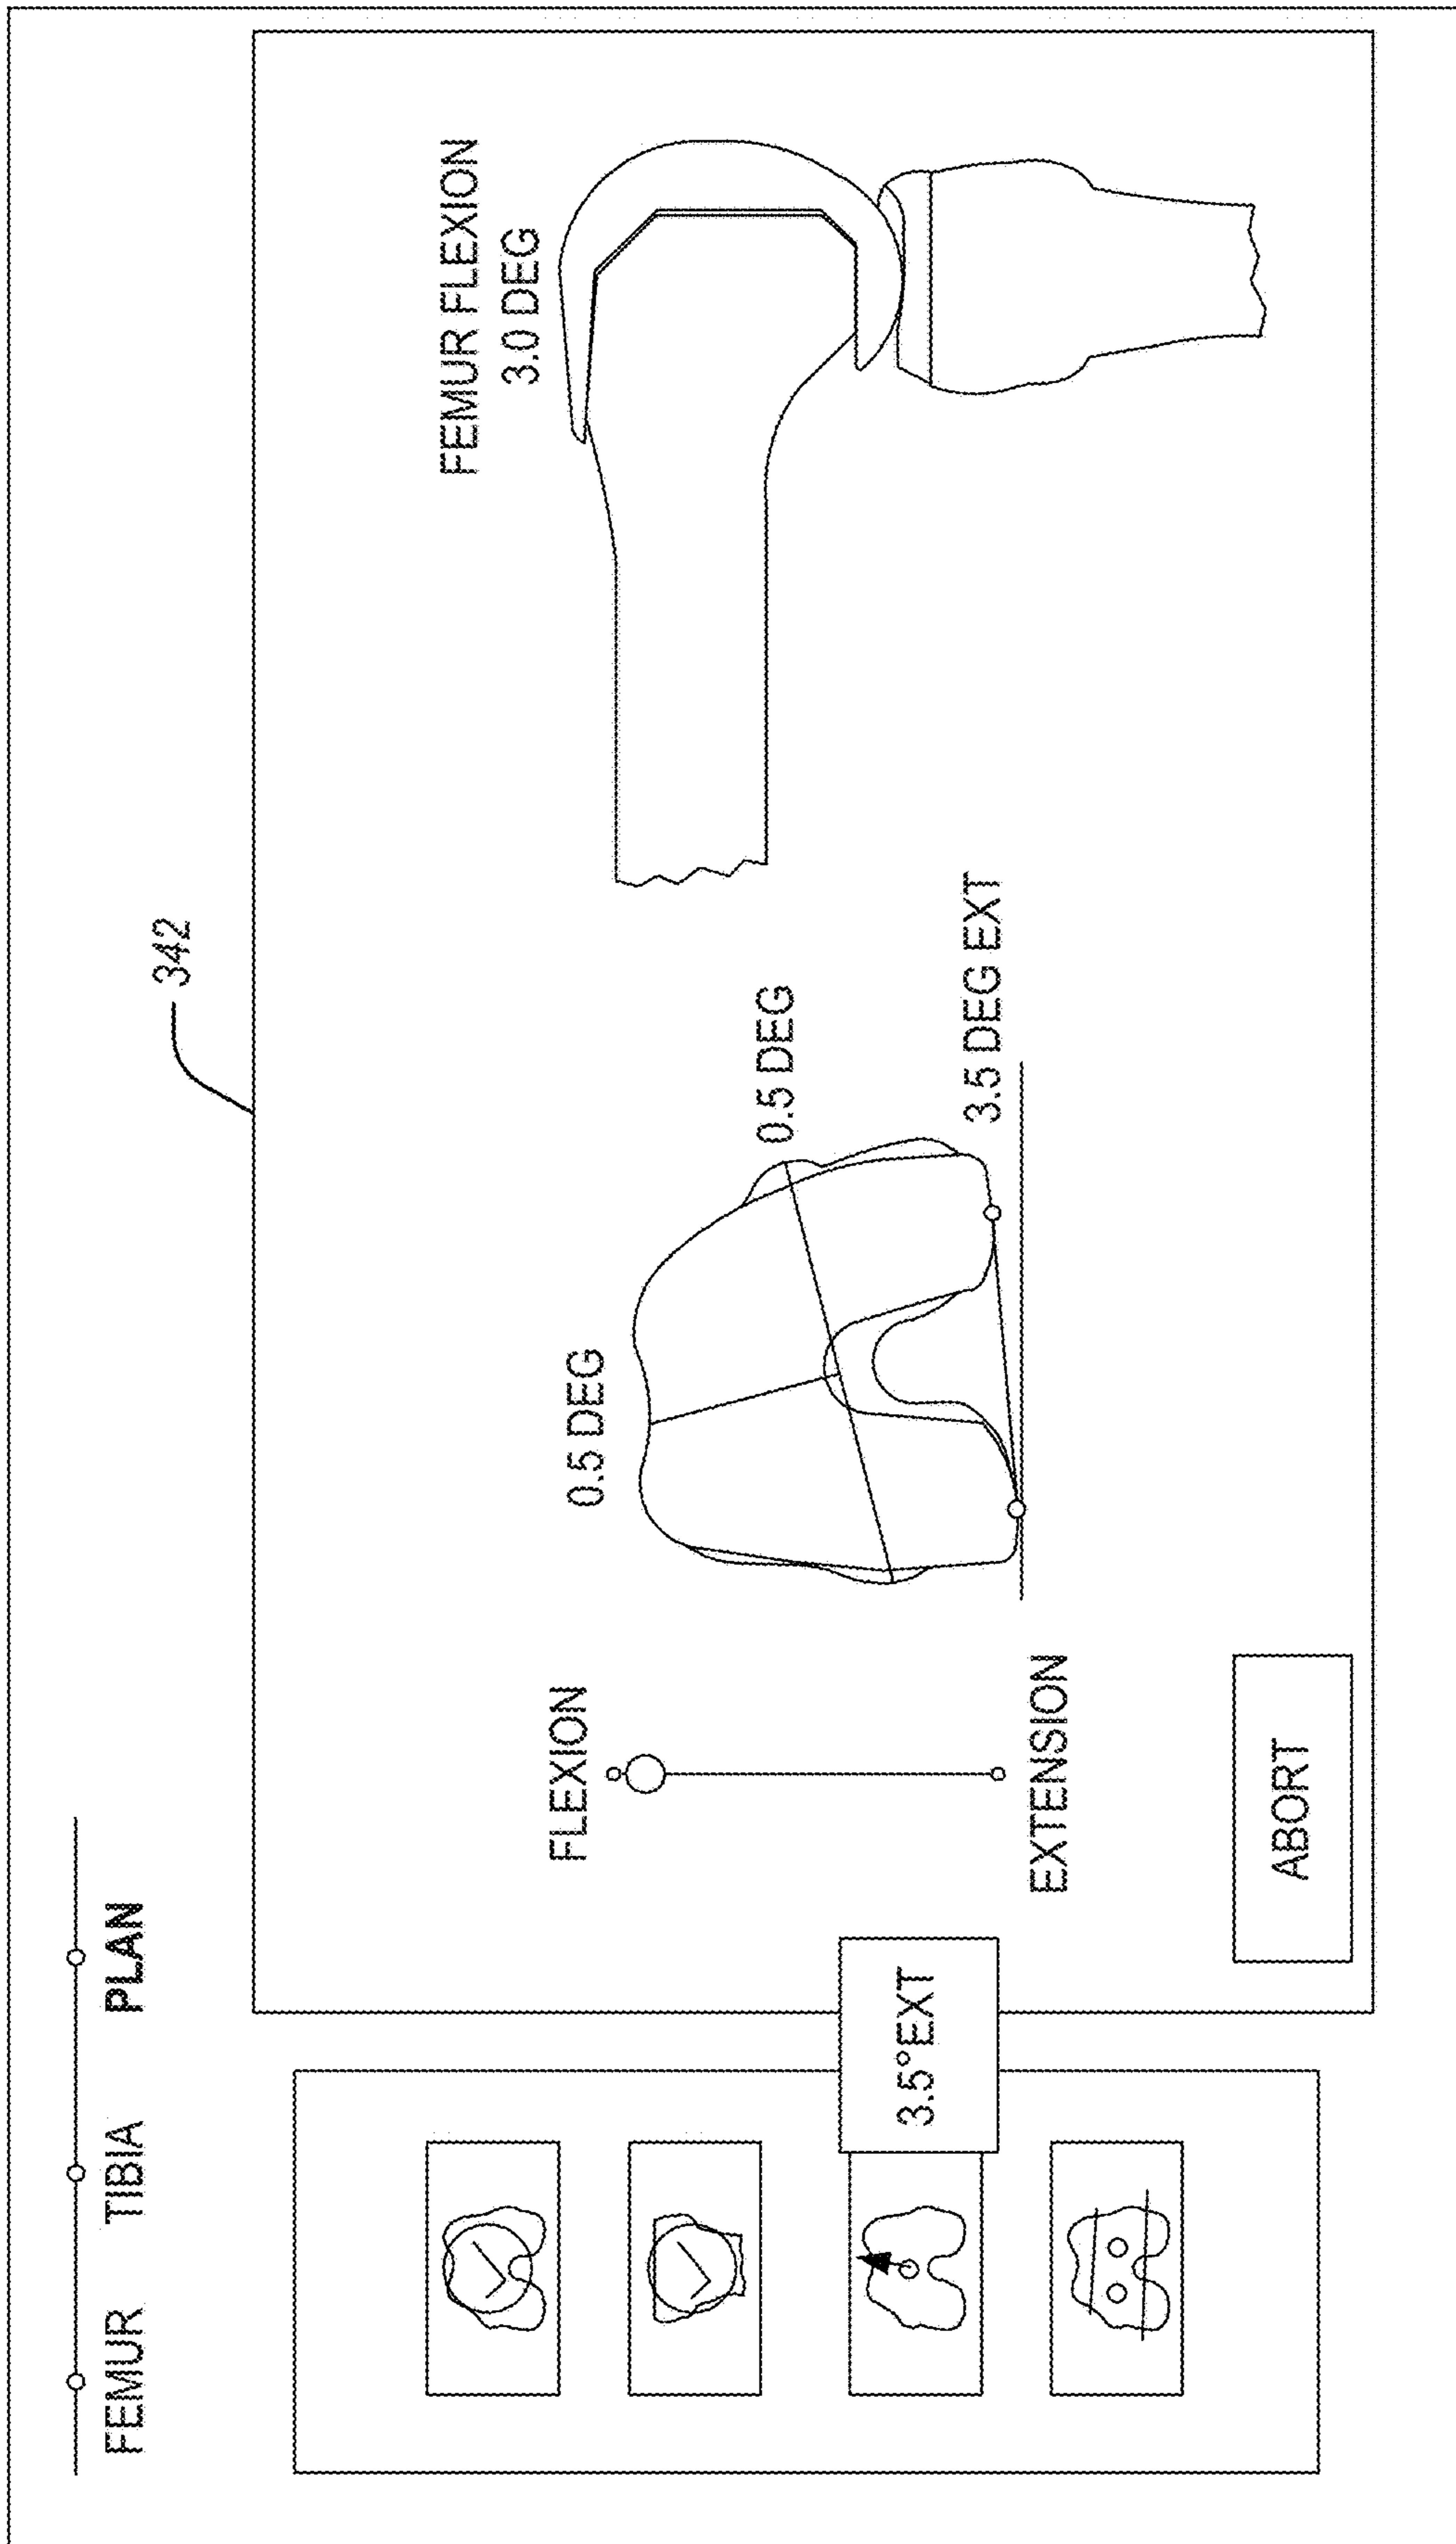 FEMUR TIBIA PLAN
342
FEMUR FLEXION
3.0 DEG
FLEXION
0.5 DEG
0.5 DEG
3.5 DEG EXT
3.5°EXT
EXTENSION
ABORT